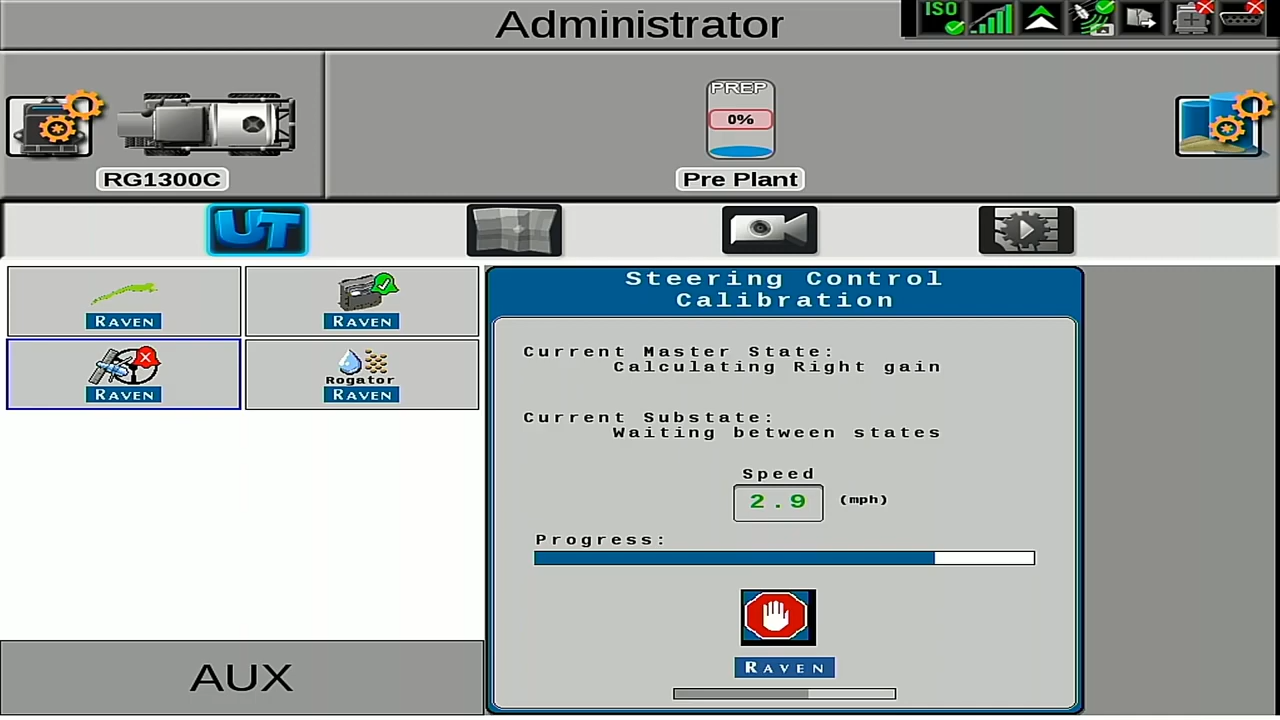 Administrator
ISO
PREP
0%
RG1300C
Pre Plant
UT
RAVEN
RAVEN
RAVEN
Rogator
RAVEN
AUX
Steering Control
Calibration
Current Master State:
Calculating Right gain
Current Substate:
Waiting between states
Speed
2.9 (mph)
Progress:
RAVEN